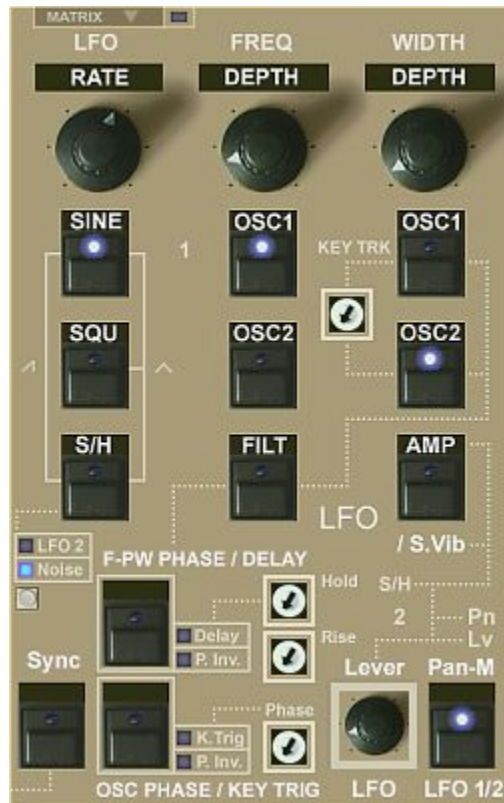 MATRIX
LFO FREQ WIDTH
RATE DEPTH DEPTH
SINE 1 OSC1 KEY TRK OSC1
SQU OSC2 OSC2
S/H FILT AMP
LFO
/ S.Vib
LFO 2
Noise
F-PW PHASE / DELAY
Hold
S/H
Delay
2
Pn
Rise
P. Inv.
Lv
Sync
Lever
Pan-M
Phase
K.Trig
P. Inv.
OSC PHASE / KEY TRIG
LFO
LFO 1/2